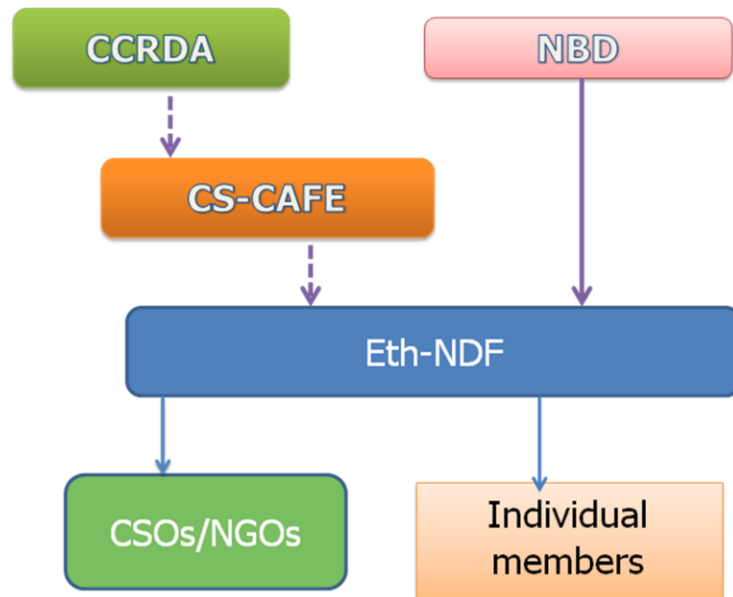 CCRDA
NBD
CS-CAFE
Eth-NDF
CSOs/NGOs
Individual
members